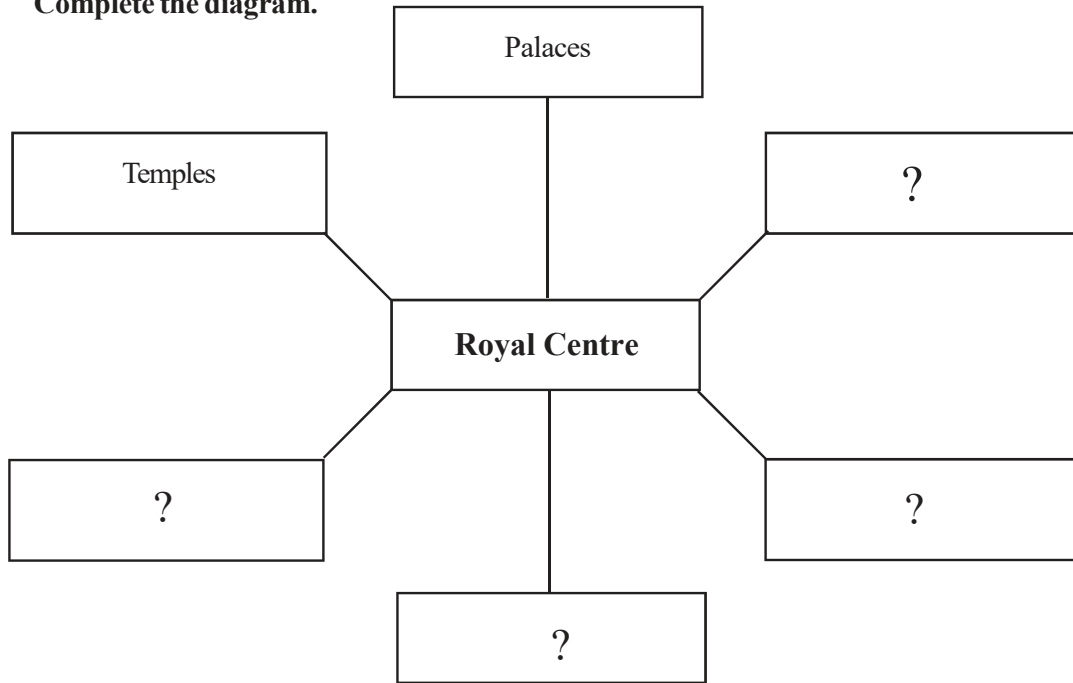 Complete the diagram.
Palaces
Temples
?
Royal Centre
?
?
?